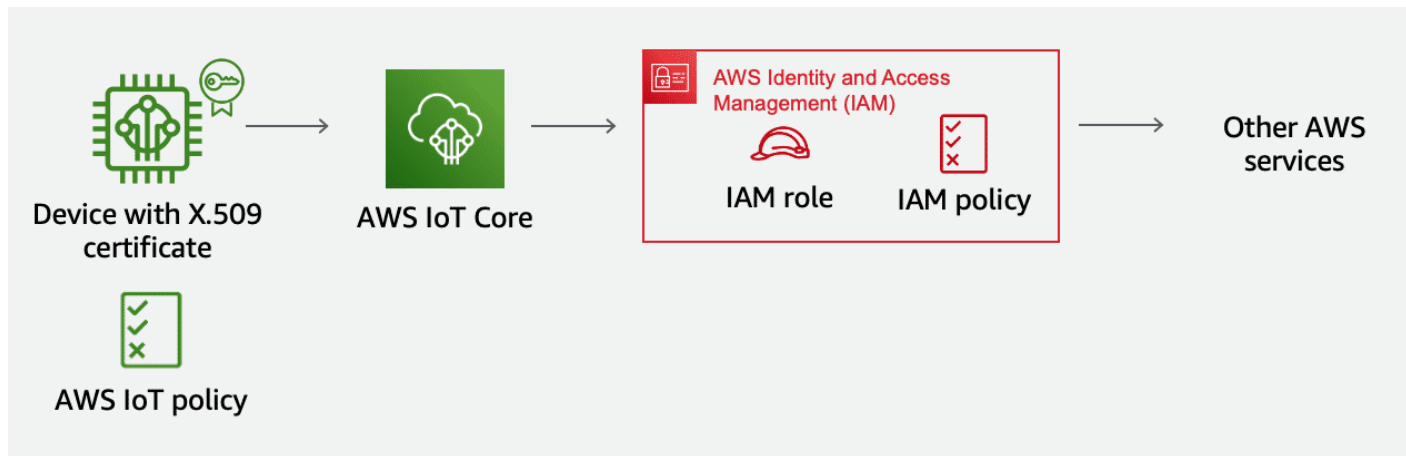 Device with X.509
certificate
AWS IoT policy
AWS IoT Core
AWS Identity and Access
Management (IAM)
IAM role
IAM policy
Other AWS
services